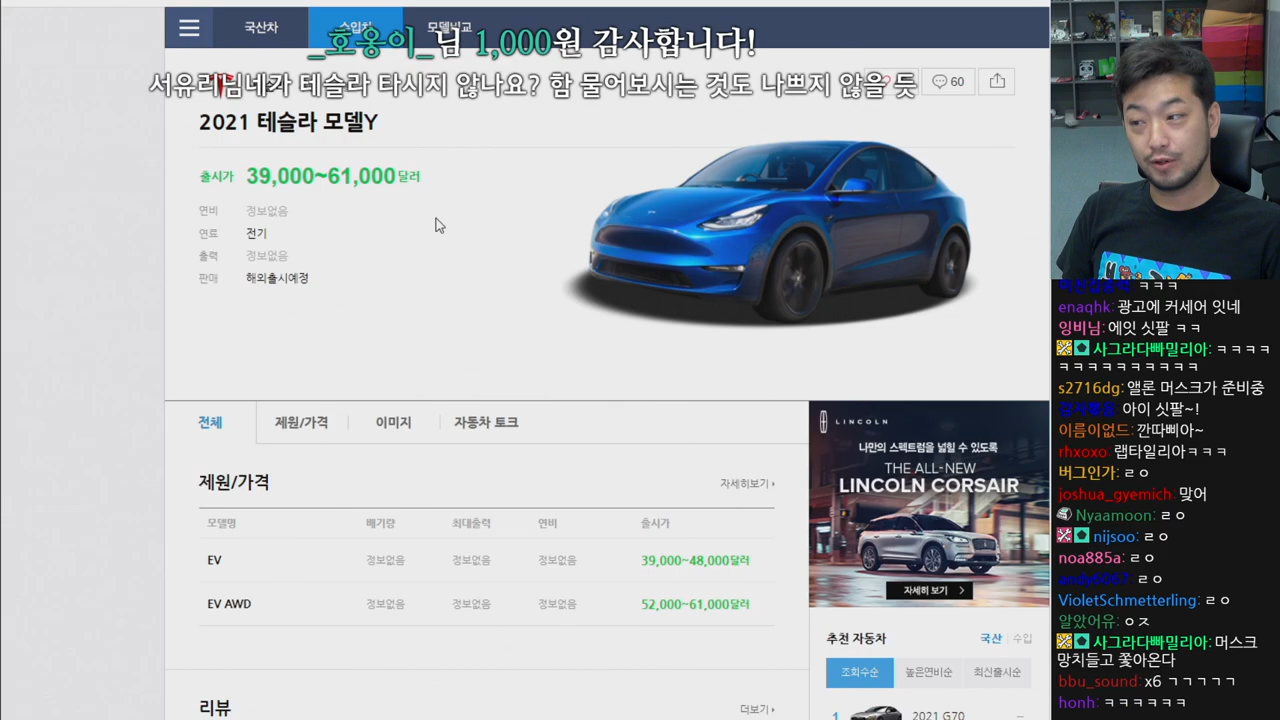 국산차
수입차
모델비교
_호옹이_님 1,000원 감사합니다!
서유리님네가 테슬라 타시지 않나요? 함 물어보시는 것도 나쁘지 않을 듯
60
2021 테슬라 모델Y
출시가 39,000~61,000달러
연비 정보없음
연료 전기
출력 정보없음
판매 해외출시예정
전체
제원/가격
이미지
자동차 토크
제원/가격
자세히보기
모델명 배기량 최대출력 연비 출시가
EV 정보없음 정보없음 정보없음 39,000~48,000달러
EV AWD 정보없음 정보없음 정보없음 52,000~61,000달러
리뷰
더보기
LINCOLN
나만의 스펙트럼을 넓힐 수 있도록
THE ALL-NEW
LINCOLN CORSAIR
자세히 보기
추천 자동차
국산 수입
조회수순 높은연비순 최신출시순
1 2021 G70
ㅋㅋㅋ
enaqhk: 광고에 커세어 잇네
잉비님: 에잇 싯팔 ㅋㅋ
사그라다빠밀리아: ㅋㅋㅋㅋ
ㅋㅋㅋㅋㅋㅋㅋㅋㅋㅋ
s2716dg: 앨론 머스크가 준비중
아이 싯팔~!
이름이없드: 깐따삐아~
rhxoxo: 랩타일리아ㅋㅋㅋ
버그인가: ㄹㅇ
joshua_gyemich: 맞어
Nyaamoon: ㄹㅇ
nijsoo: ㄹㅇ
noa885a: ㄹㅇ
andy6067: ㄹㅇ
VioletSchmetterling: ㄹㅇ
알았어유: ㅇㅈ
사그라다빠밀리아: 머스크
망치들고 쫓아온다
bbu_sound: x6 ㄱㄱㄱㄱㄱ
honh: ㅋㅋㅋㅋㅋㅋ